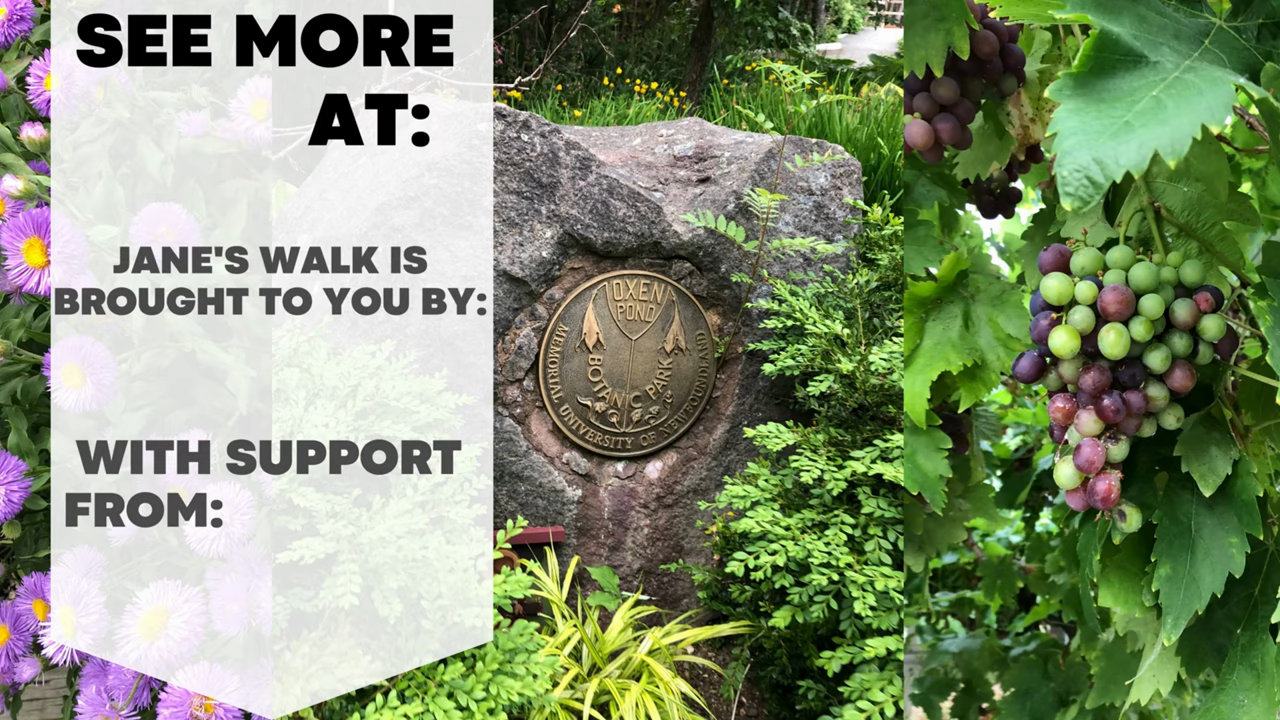 SEE MORE
AT:
JANE'S WALK IS
BROUGHT TO YOU BY:
WITH SUPPORT
FROM:
OXEN
POND
BOTANIC PARK
MEMORIAL UNIVERSITY OF NEWFOUNDLAND